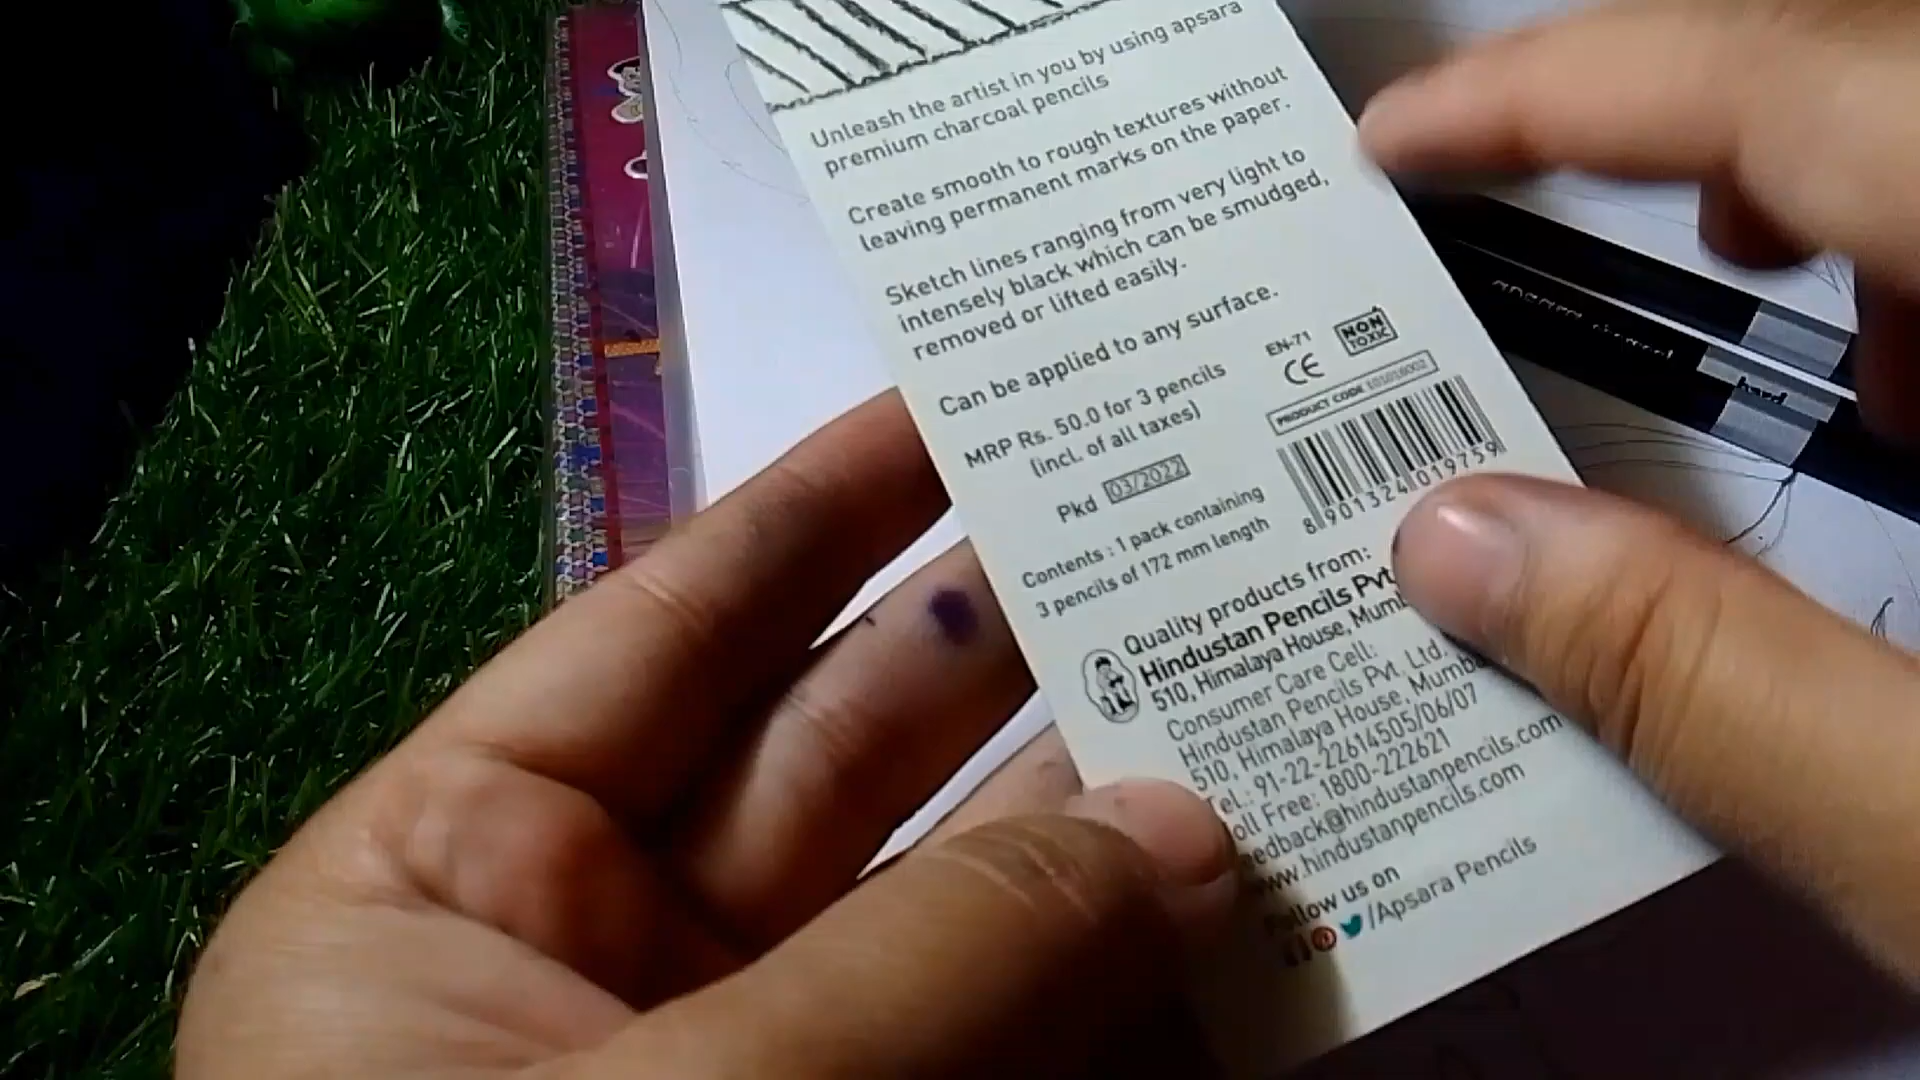 Unleash the artist in you by using apsara
premium charcoal pencils
Create smooth to rough textures without
leaving permanent marks on the paper.
Sketch lines ranging from very light to
intensely black which can be smudged,
removed or lifted easily.
Can be applied to any surface.
MRP Rs. 50.0 for 3 pencils
(incl. of all taxes)
Pkd 03/2022
Contents : 1 pack containing
3 pencils of 172 mm length
EN-71
CE
NON
TOXIC
PRODUCT CODE
8 901324 019759
Quality products from:
Hindustan Pencils Pvt
510, Himalaya House, Mum
Consumer Care Cell:
Hindustan Pencils Pvt. Ltd.
510, Himalaya House, Mumba
Tel.: 91-22-22614505/06/07
oll Free: 1800-222621
edback@hindustanpencils.com
www.hindustanpencils.com
Follow us on
/Apsara Pencils
apsara charcoal
hard